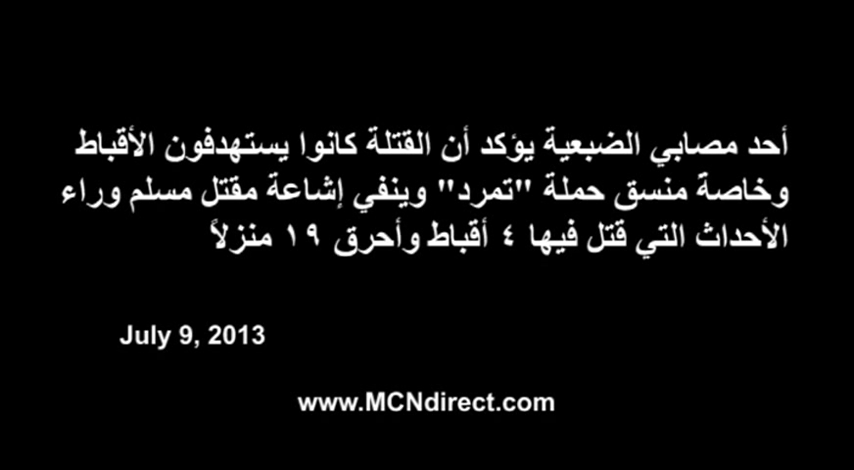 أحد مصابي الضبعية يؤكد أن القتلة كانوا يستهدفون الأقباط
وخاصةً منسق حملة "تمرد" وينفي إشاعة مقتل مسلم وراء
الأحداث التي قتل فيها ٤ أقباط وأحرق ١٩ منزلاً
July 9, 2013
www.MCNdirect.com